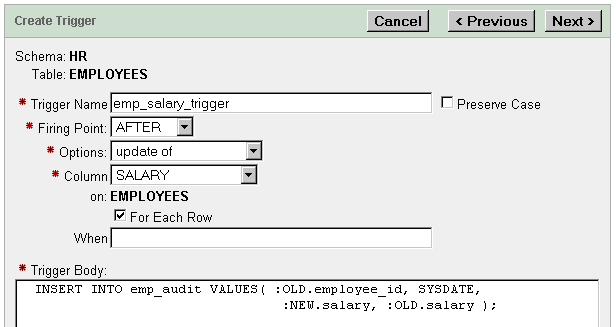 Create Trigger
Cancel
< Previous
Next >
Schema: HR
Table: EMPLOYEES
* Trigger Name emp_salary_trigger Preserve Case
* Firing Point: AFTER
* Options: update of
* Column SALARY
on: EMPLOYEES
For Each Row
When
* Trigger Body:
INSERT INTO emp_audit VALUES( :OLD.employee_id, SYSDATE,
:NEW.salary, :OLD.salary );